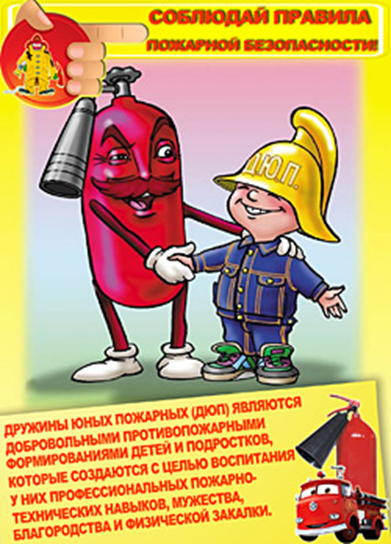 СОБЛЮДАЙ ПРАВИЛА
ПОЖАРНОЙ БЕЗОПАСНОСТИ!
Д.Ю.П.
ДРУЖИНЫ ЮНЫХ ПОЖАРНЫХ (ДЮП) ЯВЛЯЮТСЯ
ДОБРОВОЛЬНЫМИ ПРОТИВОПОЖАРНЫМИ
ФОРМИРОВАНИЯМИ ДЕТЕЙ И ПОДРОСТКОВ,
КОТОРЫЕ СОЗДАЮТСЯ С ЦЕЛЬЮ ВОСПИТАНИЯ
У НИХ ПРОФЕССИОНАЛЬНЫХ ПОЖАРНО-
ТЕХНИЧЕСКИХ НАВЫКОВ, МУЖЕСТВА,
БЛАГОРОДСТВА И ФИЗИЧЕСКОЙ ЗАКАЛКИ.